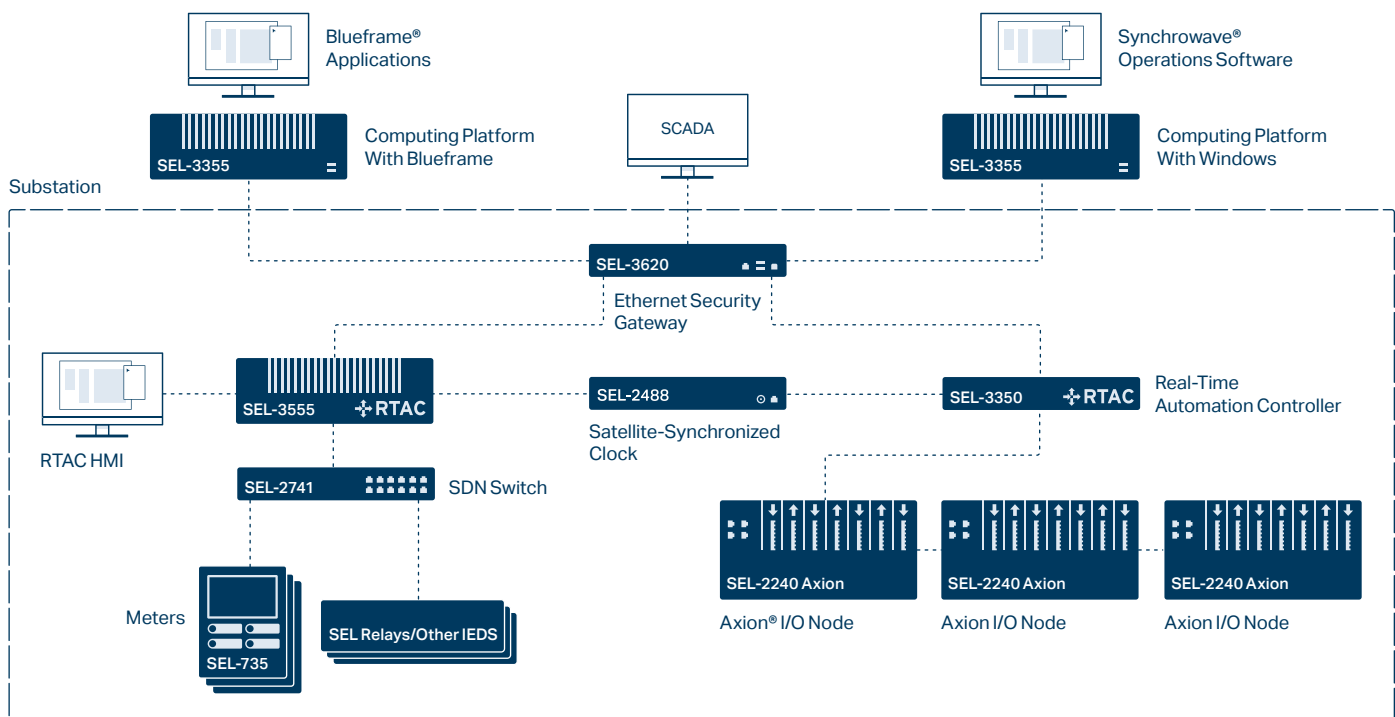 Blueframe®
Applications
Synchrowave®
Operations Software
SCADA
SEL-3355
Computing Platform
With Blueframe
SEL-3355
Computing Platform
With Windows
Substation
SEL-3620
Ethernet Security
Gateway
RTAC HMI
SEL-3555 RTAC
SEL-2488
Satellite-Synchronized
Clock
SEL-3350 RTAC
Real-Time
Automation Controller
SEL-2741
SDN Switch
Meters
SEL-735
SEL Relays/Other IEDS
SEL-2240 Axion
Axion® I/O Node
SEL-2240 Axion
Axion I/O Node
SEL-2240 Axion
Axion I/O Node